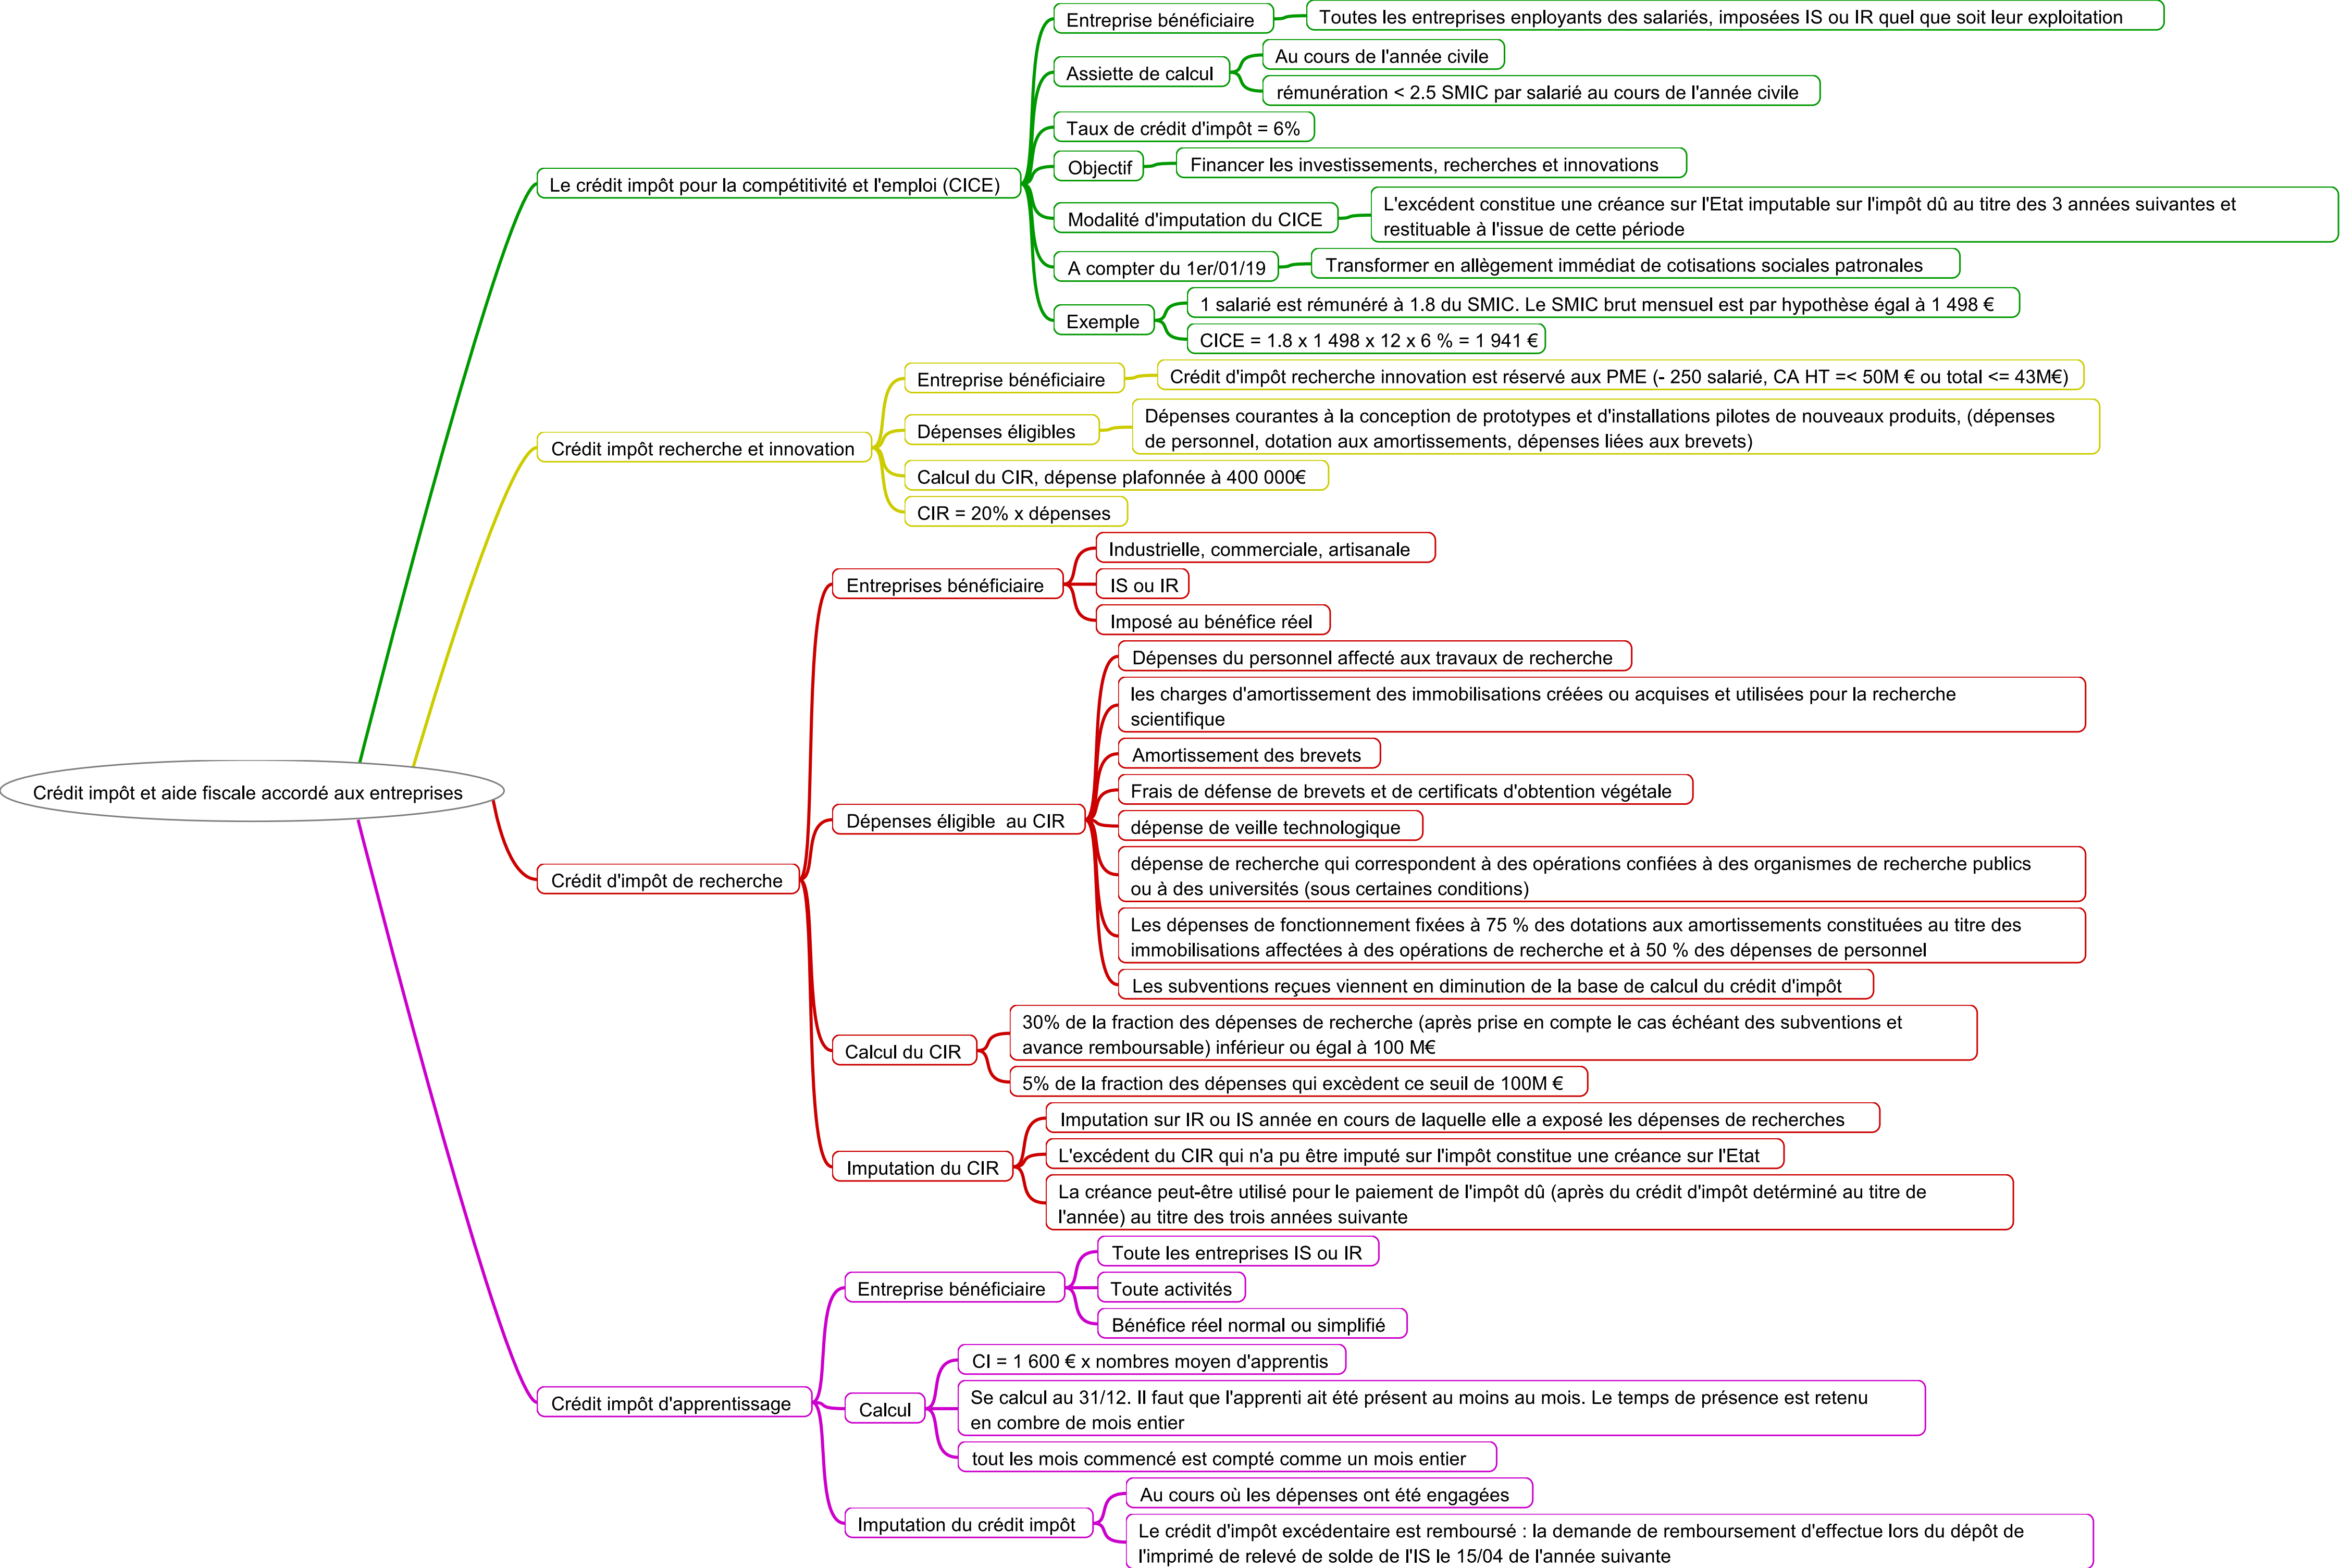 Crédit impôt et aide fiscale accordé aux entreprises
Le crédit impôt pour la compétitivité et l'emploi (CICE)
Entreprise bénéficiaire
Toutes les entreprises enployants des salariés, imposées IS ou IR quel que soit leur exploitation
Assiette de calcul
Au cours de l'année civile
rémunération < 2.5 SMIC par salarié au cours de l'année civile
Taux de crédit d'impôt = 6%
Objectif
Financer les investissements, recherches et innovations
Modalité d'imputation du CICE
L'excédent constitue une créance sur l'Etat imputable sur l'impôt dû au titre des 3 années suivantes et
restituable à l'issue de cette période
A compter du 1er/01/19
Transformer en allègement immédiat de cotisations sociales patronales
Exemple
1 salarié est rémunéré à 1.8 du SMIC. Le SMIC brut mensuel est par hypothèse égal à 1 498 €
CICE = 1.8 x 1 498 x 12 x 6 % = 1 941 €
Crédit impôt recherche et innovation
Entreprise bénéficiaire
Crédit d'impôt recherche innovation est réservé aux PME (- 250 salarié, CA HT =< 50M € ou total <= 43M€)
Dépenses éligibles
Dépenses courantes à la conception de prototypes et d'installations pilotes de nouveaux produits, (dépenses
de personnel, dotation aux amortissements, dépenses liées aux brevets)
Calcul du CIR, dépense plafonnée à 400 000€
CIR = 20% x dépenses
Crédit d'impôt de recherche
Entreprises bénéficiaire
Industrielle, commerciale, artisanale
IS ou IR
Imposé au bénéfice réel
Dépenses éligible  au CIR
Dépenses du personnel affecté aux travaux de recherche
les charges d'amortissement des immobilisations créées ou acquises et utilisées pour la recherche
scientifique
Amortissement des brevets
Frais de défense de brevets et de certificats d'obtention végétale
dépense de veille technologique
dépense de recherche qui correspondent à des opérations confiées à des organismes de recherche publics
ou à des universités (sous certaines conditions)
Les dépenses de fonctionnement fixées à 75 % des dotations aux amortissements constituées au titre des
immobilisations affectées à des opérations de recherche et à 50 % des dépenses de personnel
Les subventions reçues viennent en diminution de la base de calcul du crédit d'impôt
Calcul du CIR
30% de la fraction des dépenses de recherche (après prise en compte le cas échéant des subventions et
avance remboursable) inférieur ou égal à 100 M€
5% de la fraction des dépenses qui excèdent ce seuil de 100M €
Imputation du CIR
Imputation sur IR ou IS année en cours de laquelle elle a exposé les dépenses de recherches
L'excédent du CIR qui n'a pu être imputé sur l'impôt constitue une créance sur l'Etat
La créance peut-être utilisé pour le paiement de l'impôt dû (après du crédit d'impôt detérminé au titre de
l'année) au titre des trois années suivante
Crédit impôt d'apprentissage
Entreprise bénéficiaire
Toute les entreprises IS ou IR
Toute activités
Bénéfice réel normal ou simplifié
Calcul
CI = 1 600 € x nombres moyen d'apprentis
Se calcul au 31/12. Il faut que l'apprenti ait été présent au moins au mois. Le temps de présence est retenu
en combre de mois entier
tout les mois commencé est compté comme un mois entier
Imputation du crédit impôt
Au cours où les dépenses ont été engagées
Le crédit d'impôt excédentaire est remboursé : la demande de remboursement d'effectue lors du dépôt de
l'imprimé de relevé de solde de l'IS le 15/04 de l'année suivante